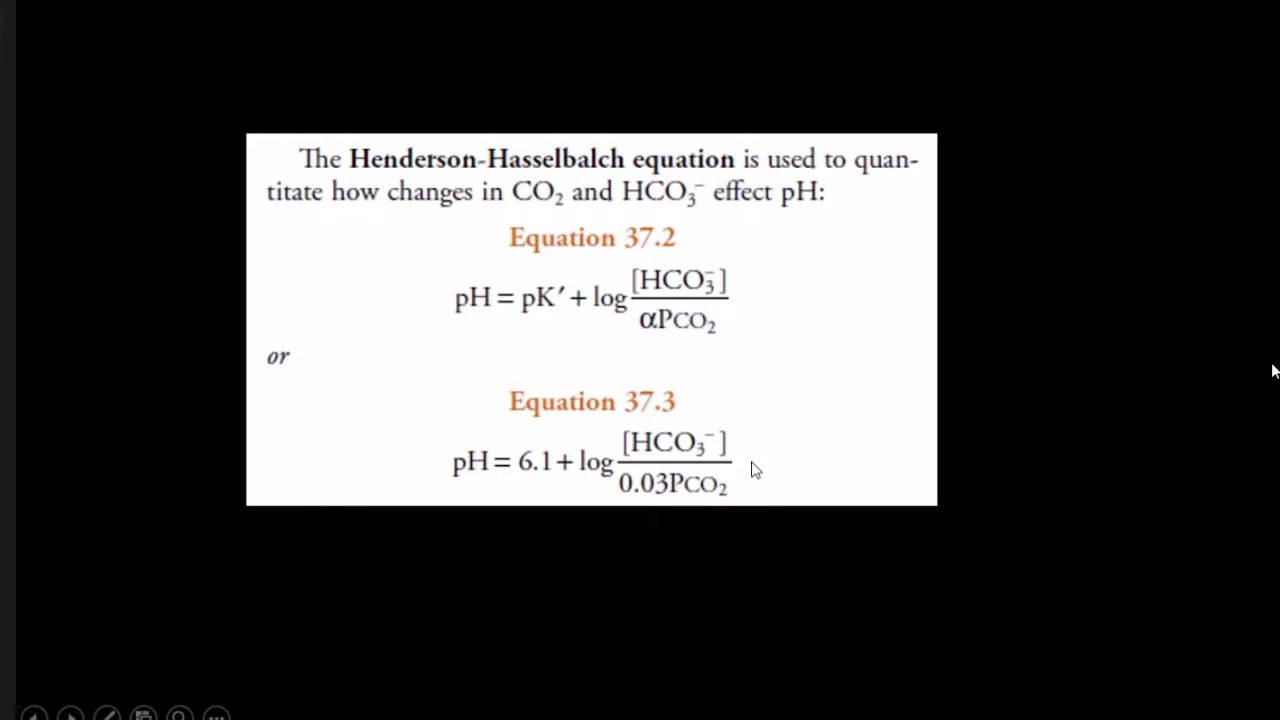 The Henderson-Hasselbalch equation is used to quan-
titate how changes in CO₂ and HCO₃⁻ effect pH:
Equation 37.2
pH = pK′ + log [HCO₃⁻] / αPCO₂
or
Equation 37.3
pH = 6.1 + log [HCO₃⁻] / 0.03PCO₂